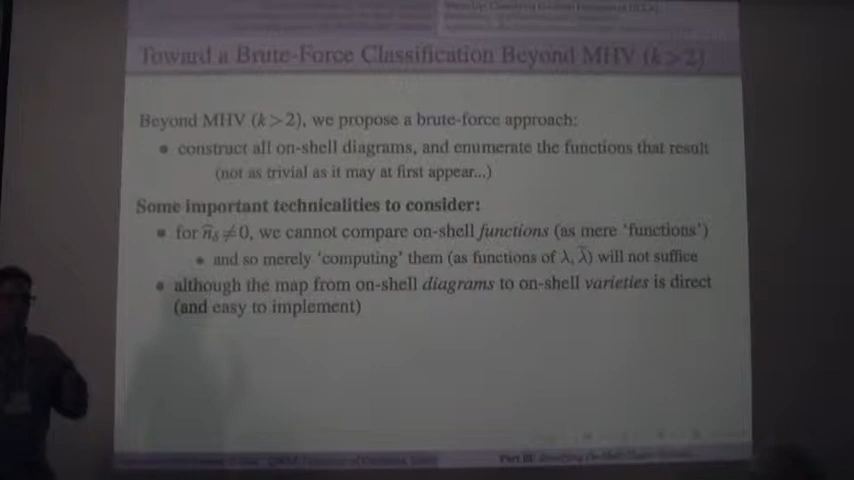 Toward a Brute-Force Classification Beyond MHV (k>2)
Beyond MHV (k>2), we propose a brute-force approach:
• construct all on-shell diagrams, and enumerate the functions that result
(not as trivial as it may at first appear...)
Some important technicalities to consider:
• for n̂_δ≠0, we cannot compare on-shell functions (as mere ‘functions’)
• and so merely ‘computing’ them (as functions of λ, λ̃) will not suffice
• although the map from on-shell diagrams to on-shell varieties is direct
(and easy to implement)
Part III: